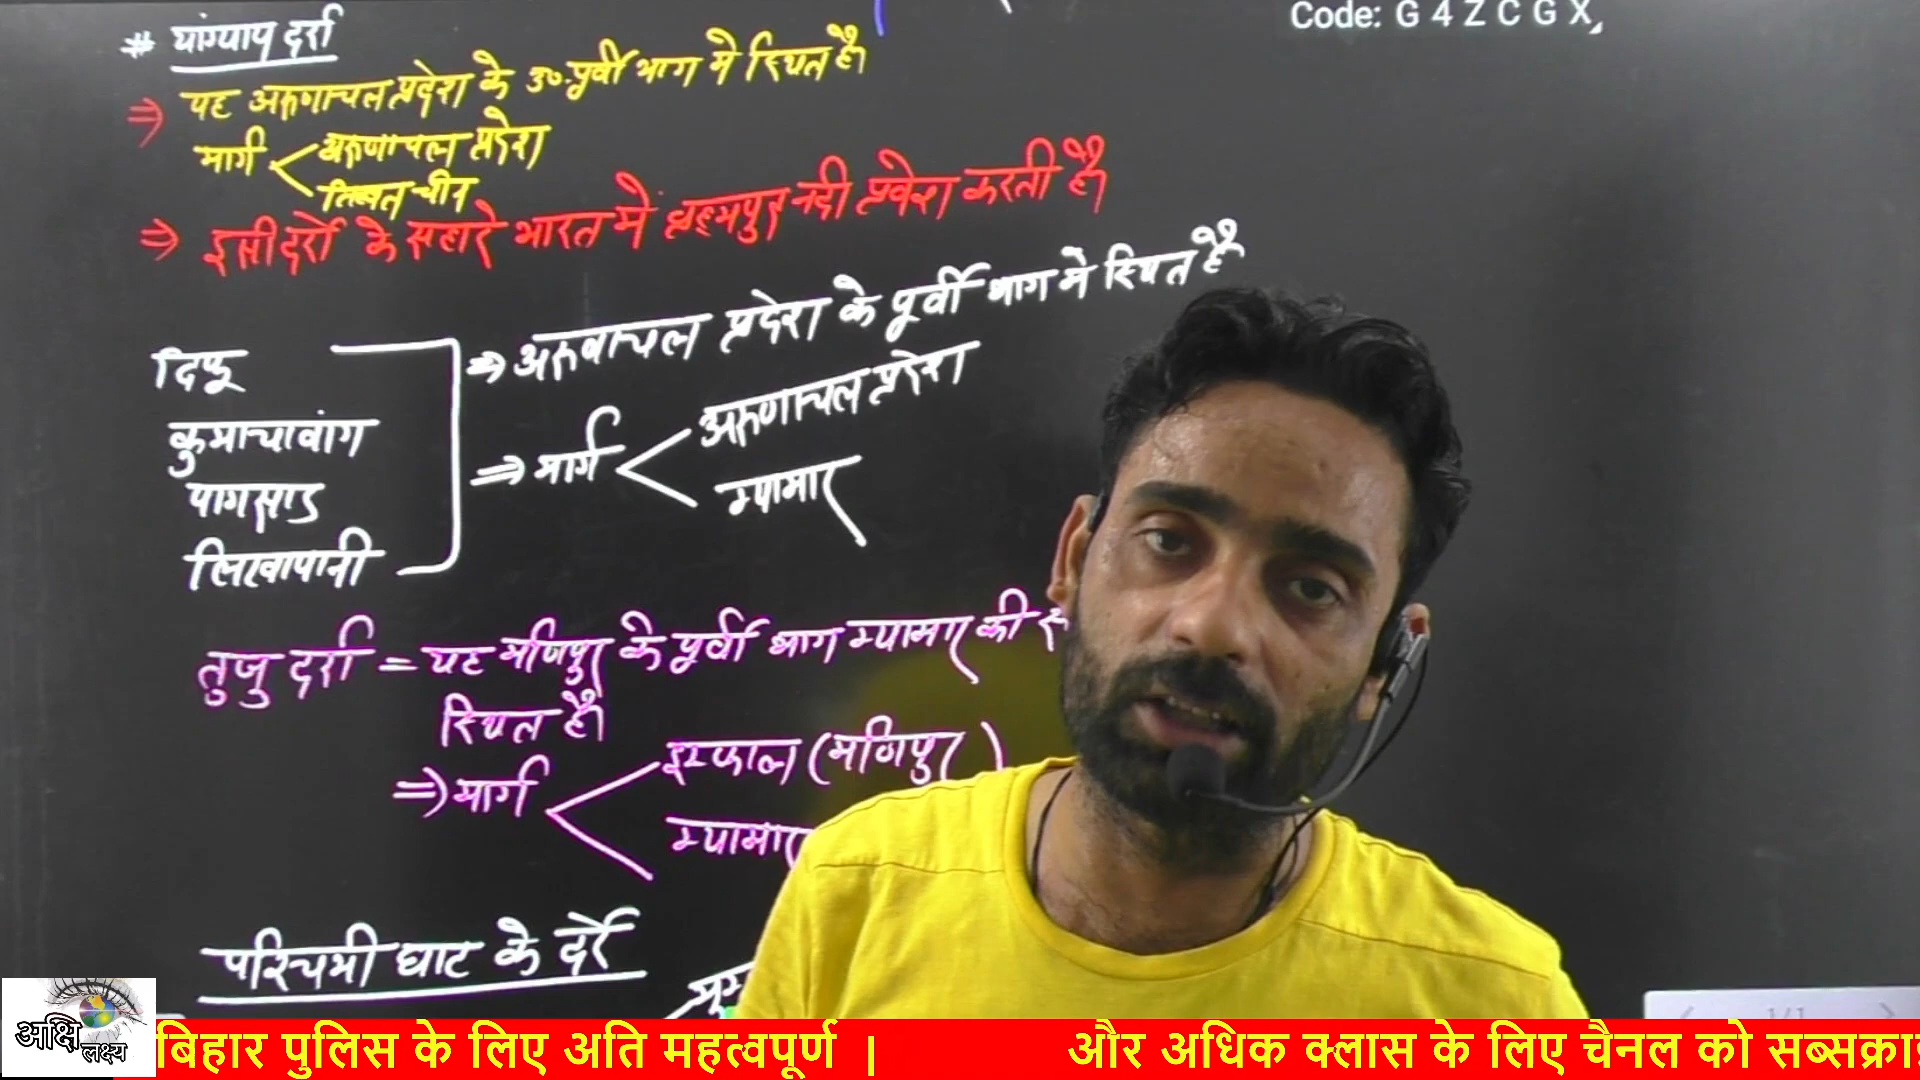 Code: G 4 Z C G X
# यांग्याप दर्रा
⇒ यह अरुणाचल प्रदेश के उ०-पूर्वी भाग मे स्थित है।
मार्ग < अरुणाचल प्रदेश
तिब्बत चीन
⇒ इसी दर्रो के सहारे भारत में ब्रह्मपुत्र नदी प्रवेश करती है।
दिफू
कुमाचावांग
पागसाड
लिखापानी
⇒ अरुवाचल प्रदेश के पूर्वी भाग मे स्थित है
⇒ मार्ग < अरुणाचल प्रदेश
म्यामार
तुजु दर्रा = यह मणिपुर के पूर्वी भाग म्यामार की
स्थित है।
⇒ मार्ग < इम्फाल (मणिपुर)
म्यामार
पश्चिमी घाट के दर्रे
अक्षि
लक्ष्य
बिहार पुलिस के लिए अति महत्वपूर्ण | और अधिक क्लास के लिए चैनल को